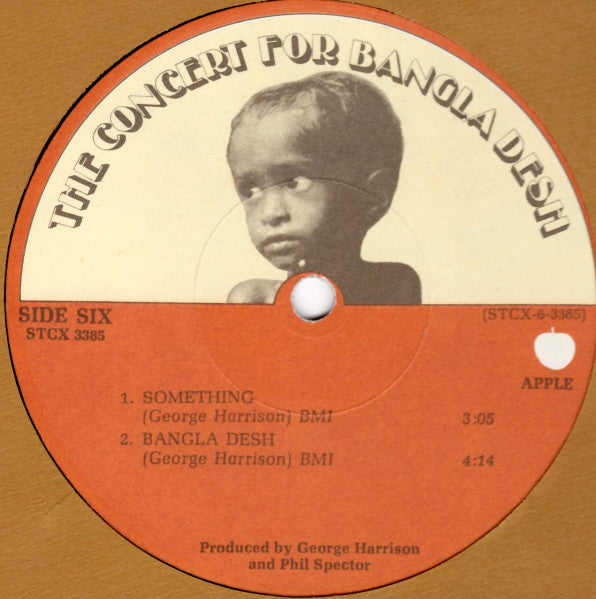 THE CONCERT FOR BANGLA DESH
SIDE SIX
STCX 3385
(STCX-6-3385)
APPLE
1. SOMETHING
(George Harrison) BMI 3:05
2. BANGLA DESH
(George Harrison) BMI 4:14
Produced by George Harrison
and Phil Spector